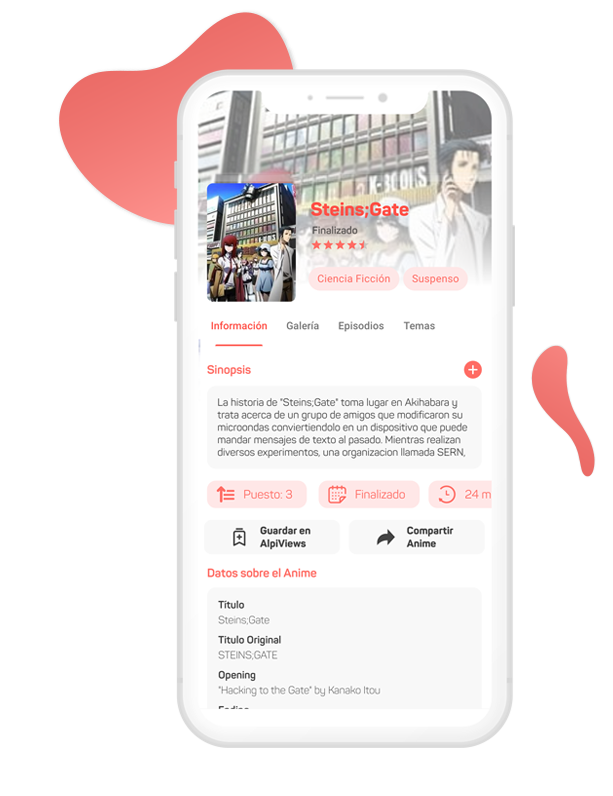 K-BOOKS
Steins;Gate
Finalizado
Ciencia Ficción
Suspenso
Información
Galería
Episodios
Temas
Sinopsis
La historia de "Steins;Gate" toma lugar en Akihabara y
trata acerca de un grupo de amigos que modificaron su
microondas conviertiendolo en un dispositivo que puede
mandar mensajes de texto al pasado. Mientras realizan
diversos experimentos, una organizacion llamada SERN,
Puesto: 3
Finalizado
24 m
Guardar en
AlpiViews
Compartir
Anime
Datos sobre el Anime
Título
Steins;Gate
Titulo Original
STEINS;GATE
Opening
"Hacking to the Gate" by Kanako Itou